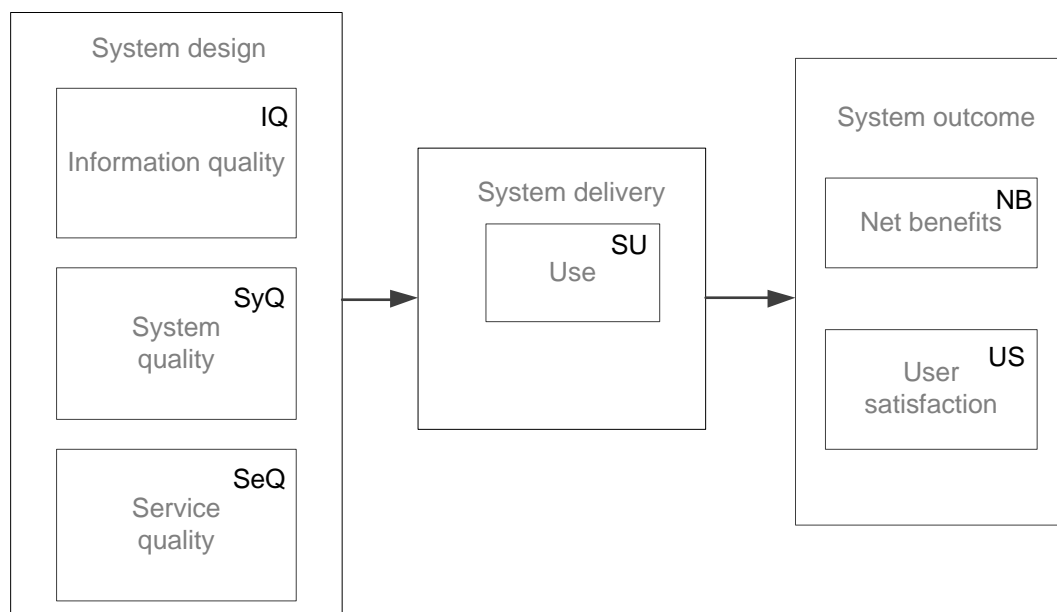 System design
IQ
Information quality
SyQ
System
quality
SeQ
Service
quality
System delivery
SU
Use
System outcome
NB
Net benefits
US
User
satisfaction